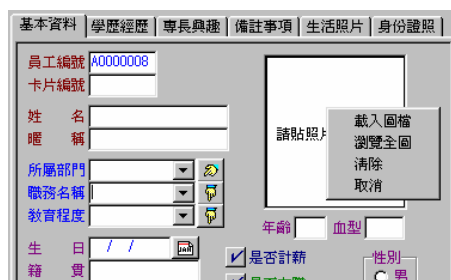 基本資料 學歷經歷 專長興趣 備註事項 生活照片 身份證照
員工編號 A0000008
卡片編號
姓 名
暱 稱
請貼照片
載入圖檔
瀏覽全圖
清除
取消
所屬部門
職務名稱
教育程度
年齡 血型
生 日 / /
是否計薪
性別
籍 貫
男